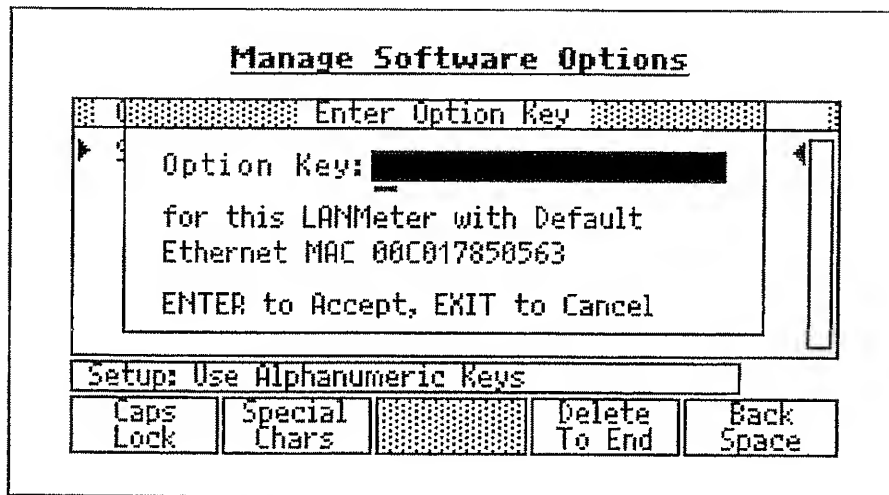 Manage Software Options
Enter Option Key
Option Key:
for this LANMeter with Default
Ethernet MAC 00C017850563
ENTER to Accept, EXIT to Cancel
Setup: Use Alphanumeric Keys
Caps Lock
Special Chars
Delete To End
Back Space